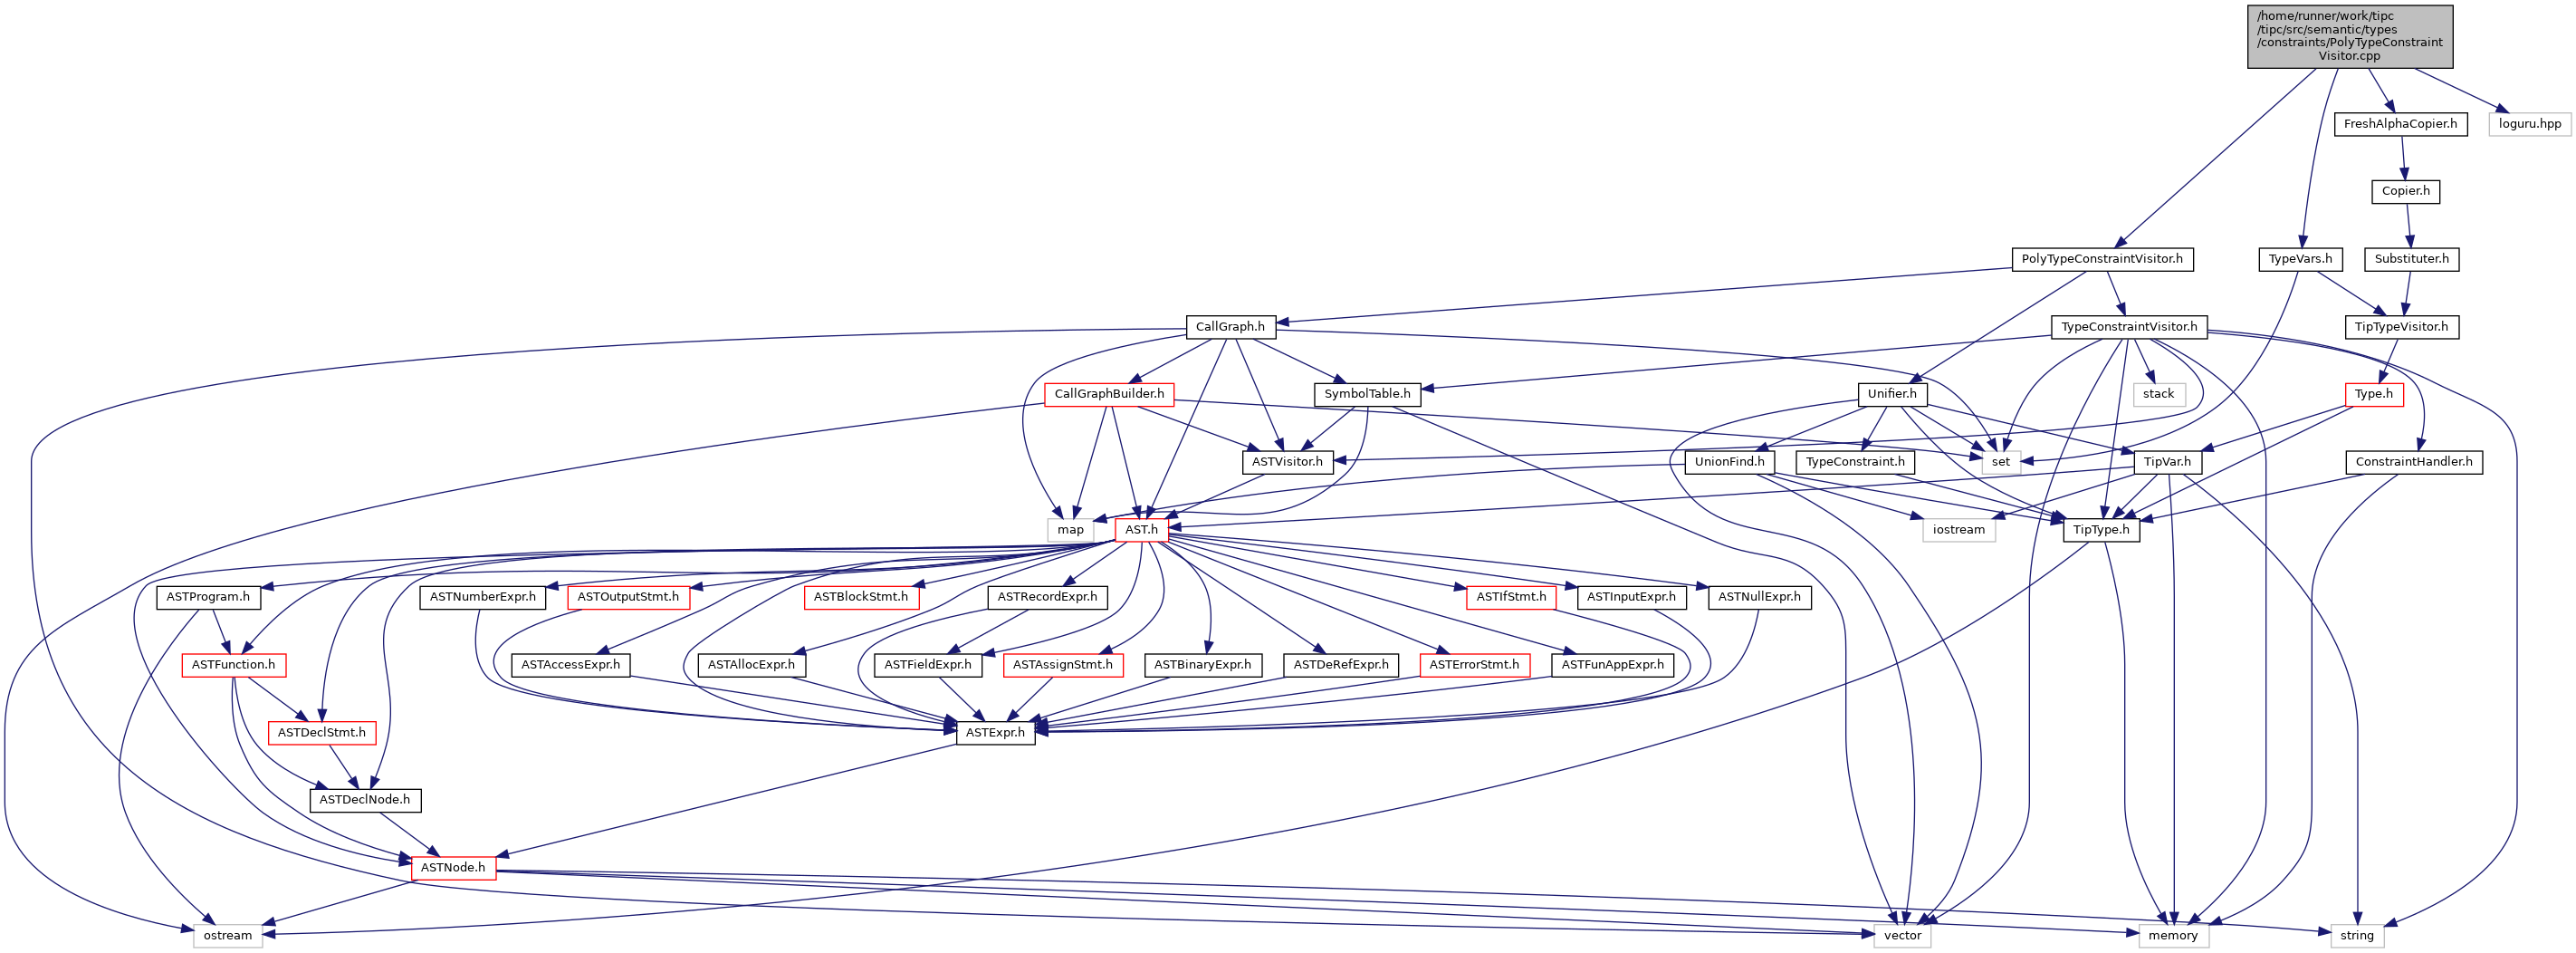 /home/runner/work/tipc
/tipc/src/semantic/types
/constraints/PolyTypeConstraint
Visitor.cpp
FreshAlphaCopier.h
loguru.hpp
Copier.h
PolyTypeConstraintVisitor.h
TypeVars.h
Substituter.h
CallGraph.h
TypeConstraintVisitor.h
TipTypeVisitor.h
CallGraphBuilder.h
SymbolTable.h
Unifier.h
stack
Type.h
ASTVisitor.h
UnionFind.h
TypeConstraint.h
set
TipVar.h
ConstraintHandler.h
map
AST.h
iostream
TipType.h
ASTProgram.h
ASTNumberExpr.h
ASTOutputStmt.h
ASTBlockStmt.h
ASTRecordExpr.h
ASTIfStmt.h
ASTInputExpr.h
ASTNullExpr.h
ASTFunction.h
ASTAccessExpr.h
ASTAllocExpr.h
ASTFieldExpr.h
ASTAssignStmt.h
ASTBinaryExpr.h
ASTDeRefExpr.h
ASTErrorStmt.h
ASTFunAppExpr.h
ASTDeclStmt.h
ASTExpr.h
ASTDeclNode.h
ASTNode.h
ostream
vector
memory
string